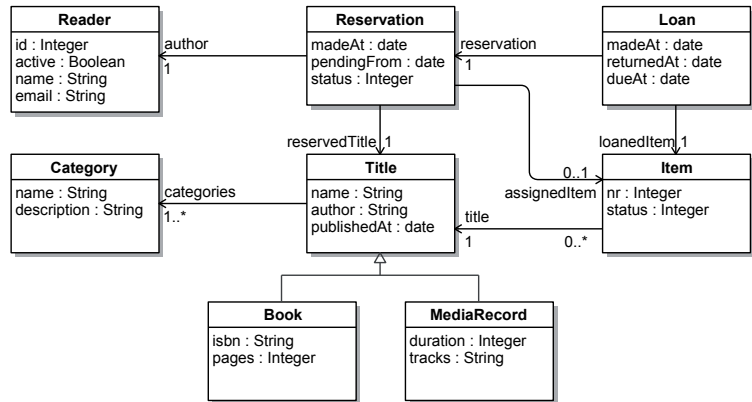 Reader
id : Integer
active : Boolean
name : String
email : String
author
1
Reservation
madeAt : date
pendingFrom : date
status : Integer
reservation
1
Loan
madeAt : date
returnedAt : date
dueAt : date
reservedTitle
1
loanedItem
1
Category
name : String
description : String
categories
1..*
Title
name : String
author : String
publishedAt : date
0..1
assignedItem
title
1
0..*
Item
nr : Integer
status : Integer
Book
isbn : String
pages : Integer
MediaRecord
duration : Integer
tracks : String